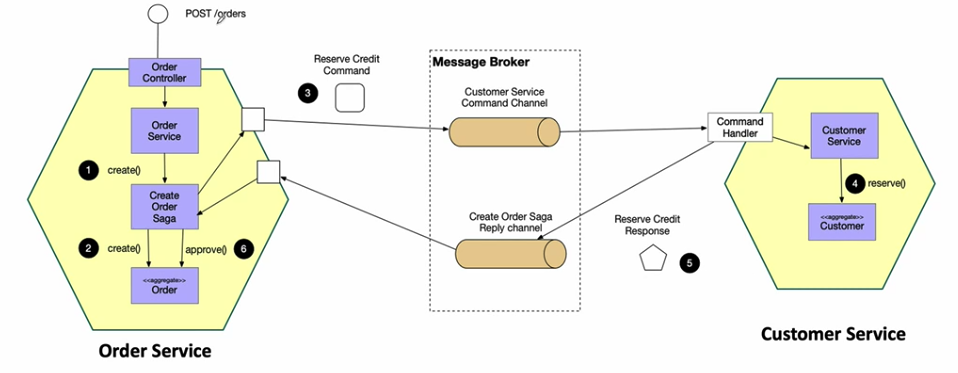 POST /orders
Order
Controller
Order
Service
1
create()
Create
Order
Saga
2
create()
approve()
6
<<aggregate>>
Order
Order Service
Reserve Credit
Command
3
Message Broker
Customer Service
Command Channel
Create Order Saga
Reply channel
Reserve Credit
Response
5
Command
Handler
Customer
Service
4
reserve()
<<aggregate>>
Customer
Customer Service